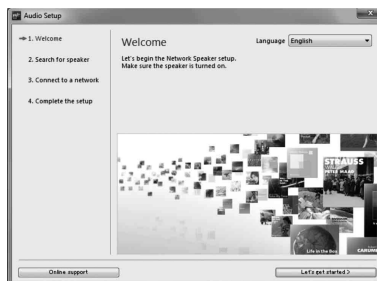 Audio Setup
1. Welcome
2. Search for speaker
3. Connect to a network
4. Complete the setup
Welcome
Language English
Let's begin the Network Speaker setup.
Make sure the speaker is turned on.
STRAUSS
Life in the Bag
Online support
Let's get started >